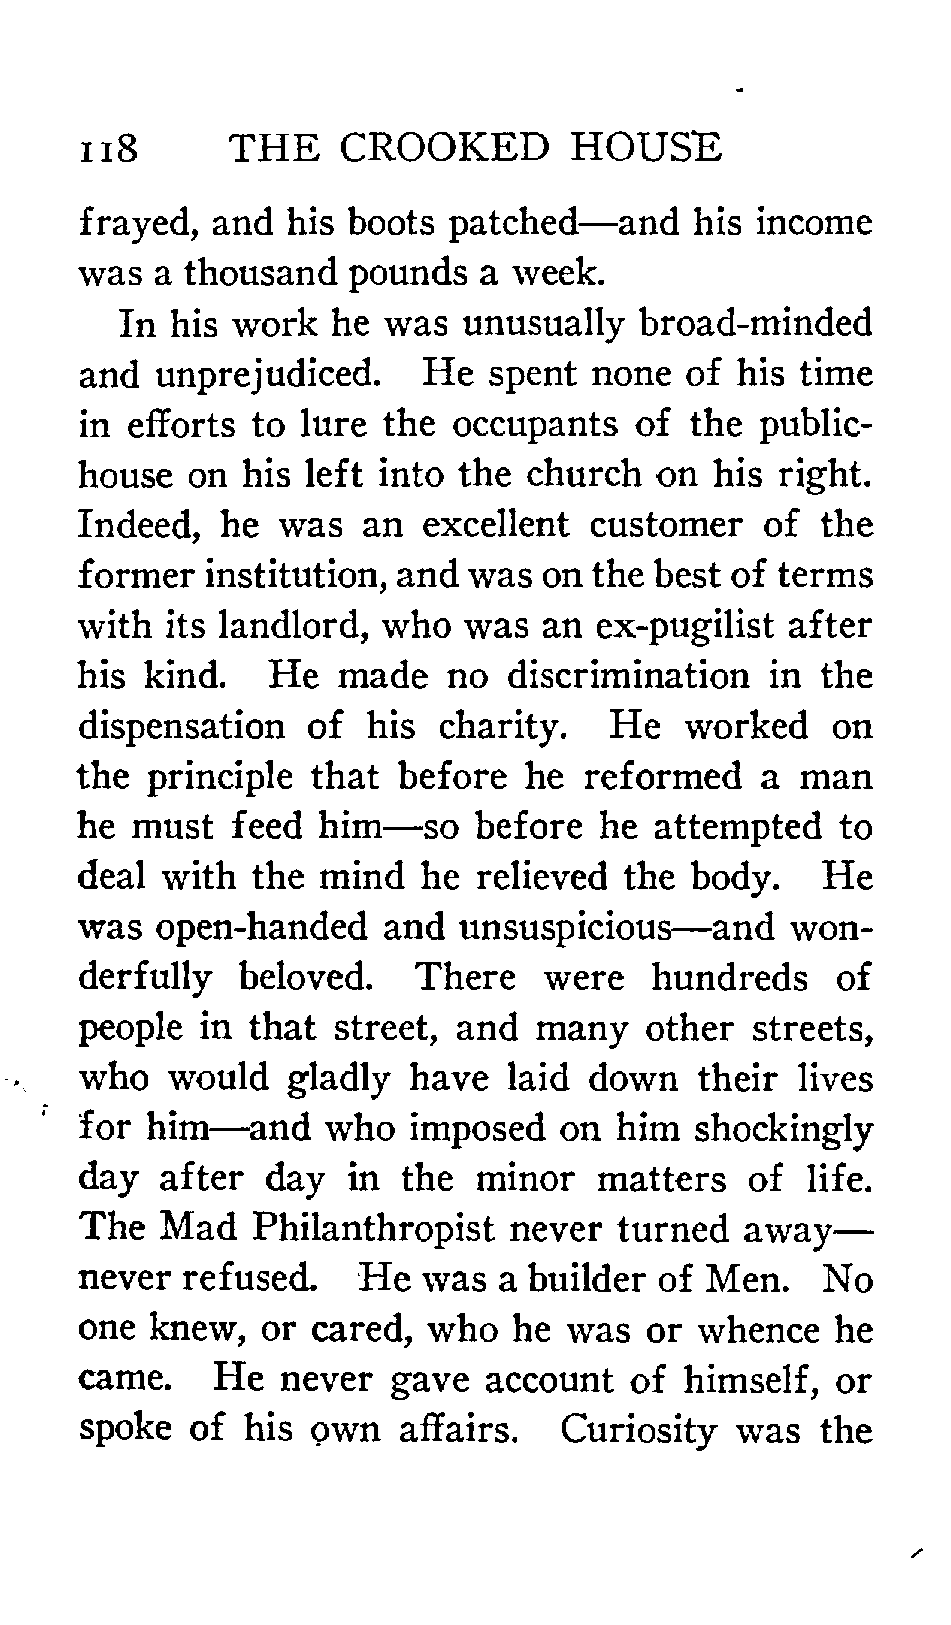 118 THE CROOKED HOUSE
frayed, and his boots patched—and his income
was a thousand pounds a week.
In his work he was unusually broad-minded
and unprejudiced. He spent none of his time
in efforts to lure the occupants of the public-
house on his left into the church on his right.
Indeed, he was an excellent customer of the
former institution, and was on the best of terms
with its landlord, who was an ex-pugilist after
his kind. He made no discrimination in the
dispensation of his charity. He worked on
the principle that before he reformed a man
he must feed him—so before he attempted to
deal with the mind he relieved the body. He
was open-handed and unsuspicious—and won-
derfully beloved. There were hundreds of
people in that street, and many other streets,
who would gladly have laid down their lives
for him—and who imposed on him shockingly
day after day in the minor matters of life.
The Mad Philanthropist never turned away—
never refused. He was a builder of Men. No
one knew, or cared, who he was or whence he
came. He never gave account of himself, or
spoke of his own affairs. Curiosity was the